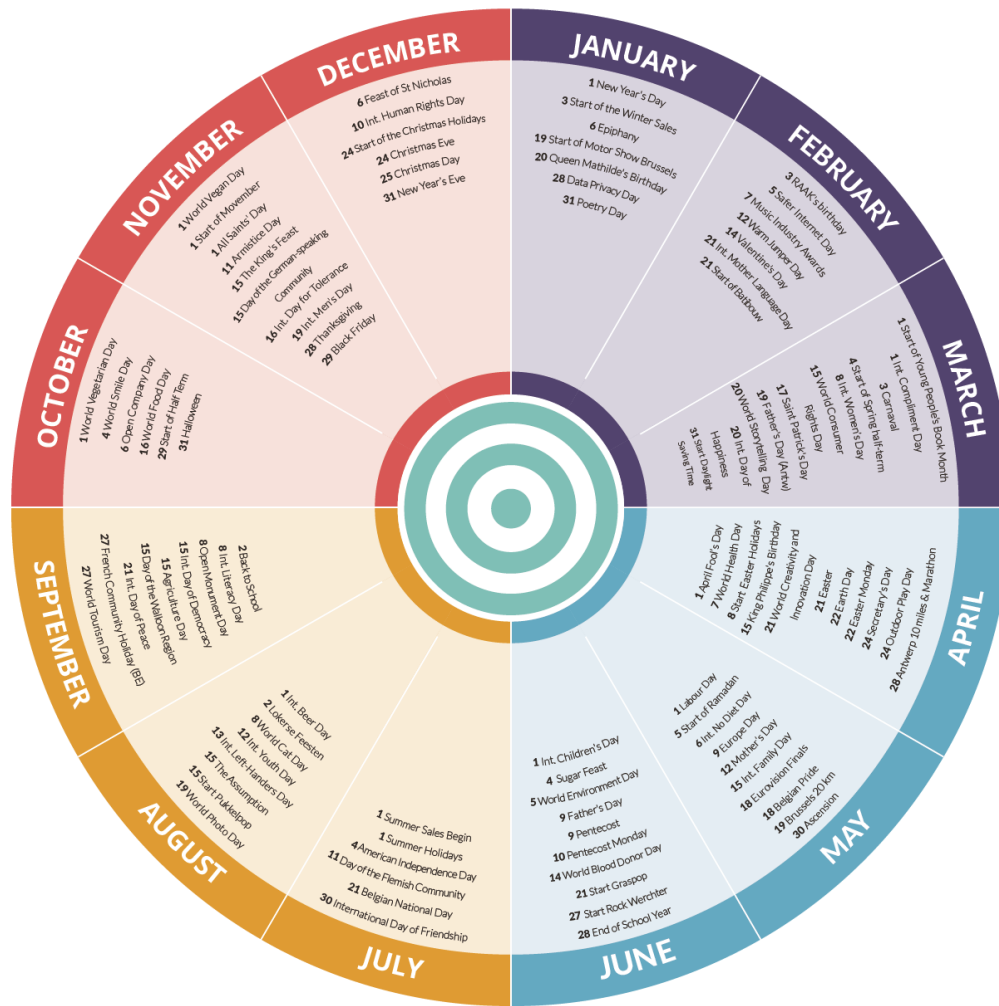 JANUARY
1 New Year's Day
3 Start of the Winter Sales
6 Epiphany
19 Start of Motor Show Brussels
20 Queen Mathilde's Birthday
28 Data Privacy Day
31 Poetry Day
FEBRUARY
3 RAAK's birthday
5 Safer Internet Day
7 Music Industry Awards
12 Warm Jumper Day
14 Valentine's Day
21 Int. Mother Language Day
21 Start of Batibouw
MARCH
1 Start of Young People's Book Month
1 Int. Compliment Day
3 Carnaval
4 Start of Spring half-term
8 Int. Women's Day
15 World Consumer
Rights Day
17 Saint Patrick's Day
19 Father's Day (Antw)
20 World Storytelling Day
20 Int. Day of
Happiness
31 Start Daylight
Saving Time
APRIL
1 April Fool's Day
7 World Health Day
8 Start Easter Holidays
15 King Philippe's Birthday
21 World Creativity and
Innovation Day
21 Easter
22 Earth Day
22 Easter Monday
24 Secretary's Day
24 Outdoor Play Day
28 Antwerp 10 miles & Marathon
MAY
1 Labour Day
5 Start of Ramadan
6 Int. No Diet Day
9 Europe Day
12 Mother's Day
15 Int. Family Day
18 Eurovision Finals
18 Belgian Pride
19 Brussels 20 km
30 Ascension
JUNE
1 Int. Children's Day
4 Sugar Feast
5 World Environment Day
9 Father's Day
9 Pentecost
10 Pentecost Monday
14 World Blood Donor Day
21 Start Graspop
27 Start Rock Werchter
28 End of School Year
JULY
1 Summer Sales Begin
1 Summer Holidays
4 American Independence Day
11 Day of the Flemish Community
21 Belgian National Day
30 International Day of Friendship
AUGUST
1 Int. Beer Day
2 Lokerse Feesten
8 World Cat Day
12 Int. Youth Day
13 Int. Left-Handers Day
15 The Assumption
15 Start Pukkelpop
19 World Photo Day
SEPTEMBER
2 Back to School
8 Int. Literacy Day
8 Open Monument Day
15 Int. Day of Democracy
15 Agriculture Day
15 Day of the Walloon Region
21 Int. Day of Peace
27 French Community Holiday (BE)
27 World Tourism Day
OCTOBER
1 World Vegetarian Day
4 World Smile Day
6 Open Company Day
16 World Food Day
29 Start of Half Term
31 Halloween
NOVEMBER
1 World Vegan Day
1 Start of Movember
1 All Saints' Day
11 Armistice Day
15 The King's Feast
15 Day of the German-speaking
Community
16 Int. Day for Tolerance
19 Int. Men's Day
28 Thanksgiving
29 Black Friday
DECEMBER
6 Feast of St Nicholas
10 Int. Human Rights Day
24 Start of the Christmas Holidays
24 Christmas Eve
25 Christmas Day
31 New Year's Eve